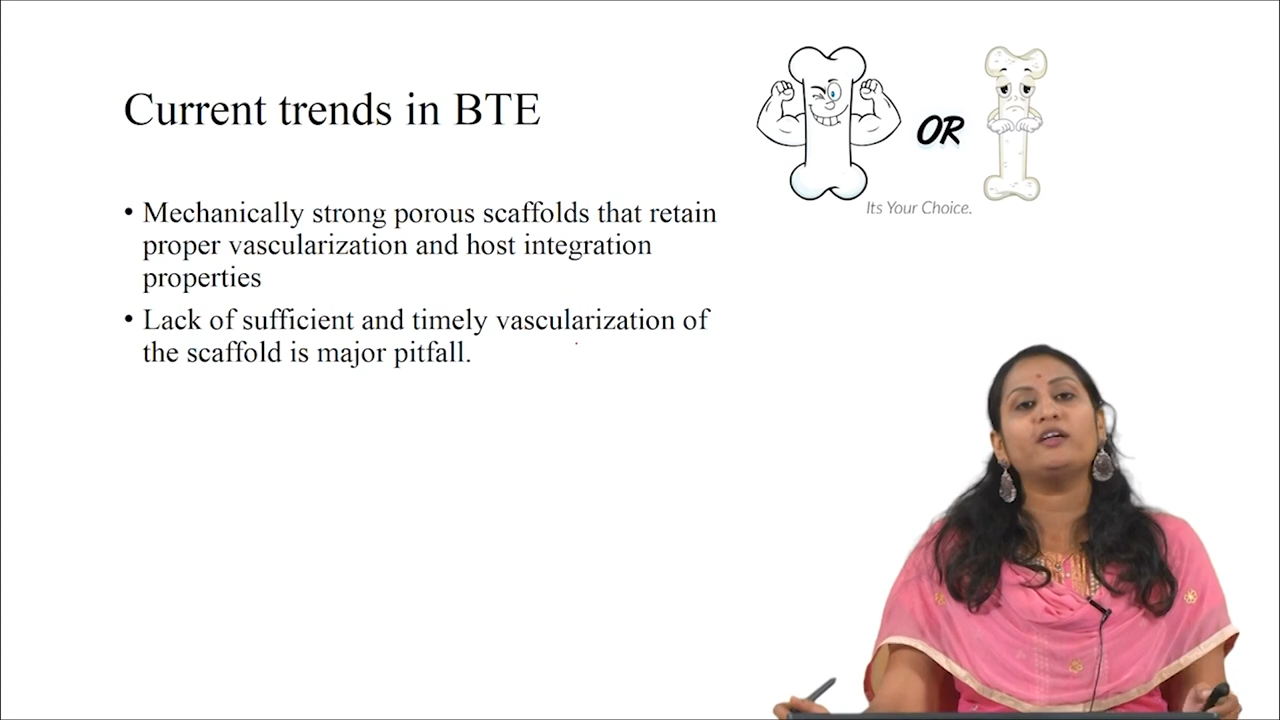 Current trends in BTE
OR
Its Your Choice.
• Mechanically strong porous scaffolds that retain
proper vascularization and host integration
properties
• Lack of sufficient and timely vascularization of
the scaffold is major pitfall.